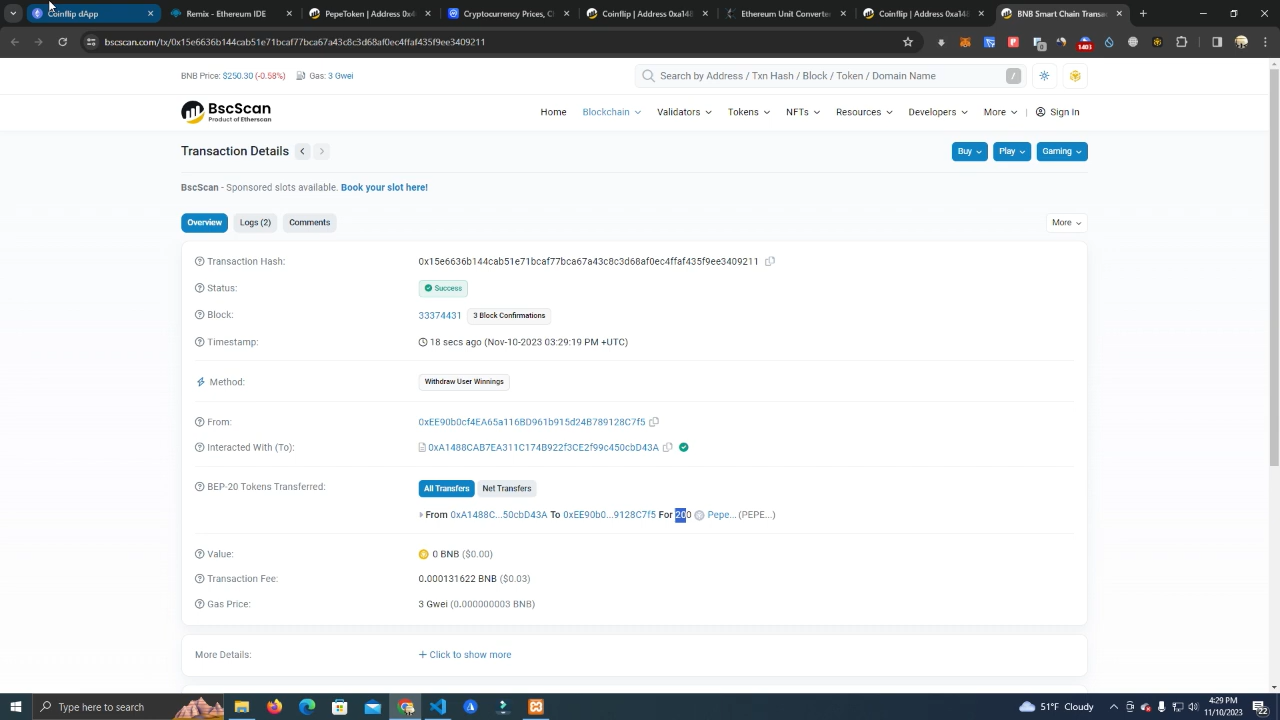 Coinflip dApp
Remix - Ethereum IDE
PepeToken | Address 0x4
Cryptocurrency Prices, C
Coinflip | Address 0xa148
Ethereum Unit Converter
Coinflip | Address 0xa148
BNB Smart Chain Transa
bscscan.com/tx/0x15e6636b144cab51e71bcaf77bca67a43c8c3d68af0ec4ffaf435f9ee3409211
1403
BNB Price: $250.30 (-0.58%) Gas: 3 Gwei
Search by Address / Txn Hash / Block / Token / Domain Name /
BscScan
Product of Etherscan
Home Blockchain Validators Tokens NFTs Resources Developers More | Sign In
Transaction Details
Buy Play Gaming
BscScan - Sponsored slots available. Book your slot here!
Overview Logs (2) Comments More
Transaction Hash: 0x15e6636b144cab51e71bcaf77bca67a43c8c3d68af0ec4ffaf435f9ee3409211
Status: Success
Block: 33374431 3 Block Confirmations
Timestamp: 18 secs ago (Nov-10-2023 03:29:19 PM +UTC)
Method: Withdraw User Winnings
From: 0xEE90b0cf4EA65a116BD961b915d24B789128C7f5
Interacted With (To): 0xA1488CAB7EA311C174B922f3CE2f99c450cbD43A
BEP-20 Tokens Transferred: All Transfers Net Transfers
From 0xA1488C...50cbD43A To 0xEE90b0...9128C7f5 For 200 Pepe... (PEPE...)
Value: 0 BNB ($0.00)
Transaction Fee: 0.000131622 BNB ($0.03)
Gas Price: 3 Gwei (0.000000003 BNB)
More Details: + Click to show more
Type here to search
51°F Cloudy
4:29 PM
11/10/2023